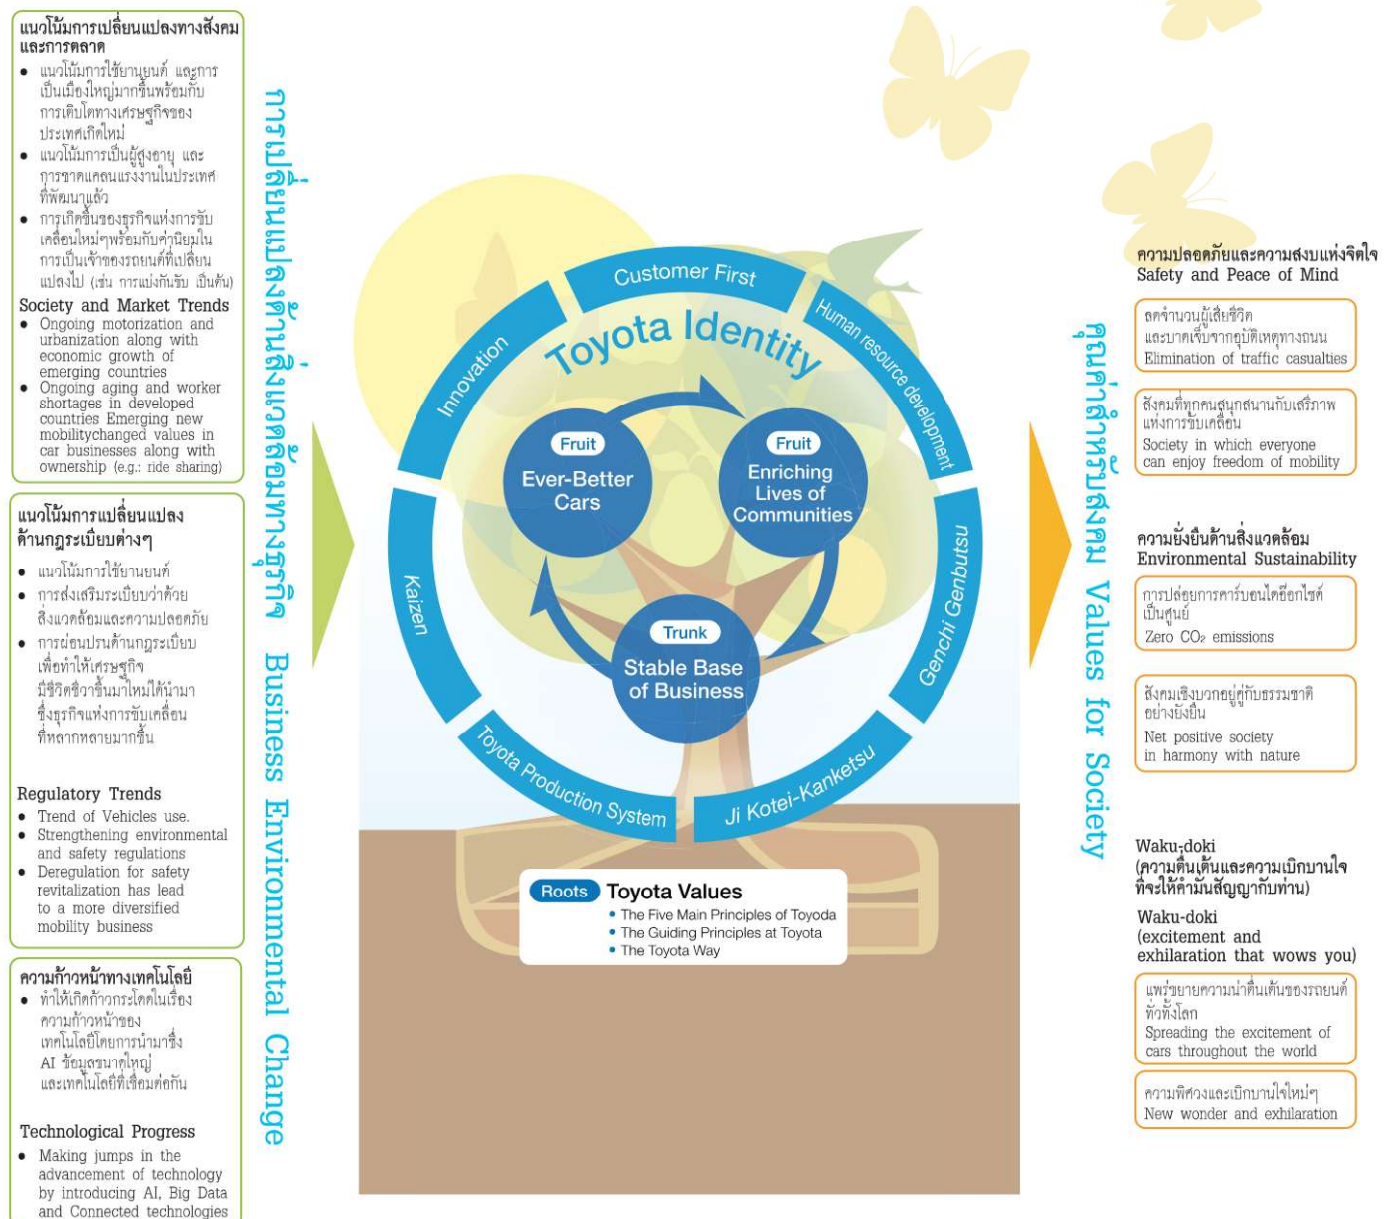 แนวโน้มการเปลี่ยนแปลงทางสังคม
และการตลาด
● แนวโน้มการใช้ยานยนต์ และการ
เป็นเมืองใหญ่มากขึ้นพร้อมกับ
การเติบโตทางเศรษฐกิจของ
ประเทศเกิดใหม่
● แนวโน้มการเป็นผู้สูงอายุ และ
การขาดแคลนแรงงานในประเทศ
ที่พัฒนาแล้ว
● การเกิดขึ้นของธุรกิจแห่งการขับ
เคลื่อนใหม่ๆพร้อมกับค่านิยมใน
การเป็นเจ้าของรถยนต์ที่เปลี่ยน
แปลงไป (เช่น การแบ่งกันขับ เป็นต้น)
Society and Market Trends
● Ongoing motorization and
urbanization along with
economic growth of
emerging countries
● Ongoing aging and worker
shortages in developed
countries Emerging new
mobilitychanged values in
car businesses along with
ownership (e.g.: ride sharing)
แนวโน้มการแปลี่ยนแปลง
ด้านกฎระเบียบต่างๆ
● แนวโน้มการใช้ยานยนต์
● การส่งเสริมระเบียบว่าด้วย
สิ่งแวดล้อมและความปลอดภัย
● การผ่อนปรนด้านกฎระเบียบ
เพื่อทำให้เศรษฐกิจ
มีชีวิตชีวาขึ้นมาใหม่ได้นำมา
ซึ่งธุรกิจแห่งการขับเคลื่อน
ที่หลากหลายมากขึ้น
Regulatory Trends
● Trend of Vehicles use.
● Strengthening environmental
and safety regulations
● Deregulation for safety
revitalization has lead
to a more diversified
mobility business
ความก้าวหน้าทางเทคโนโลยี
● ทำให้เกิดก้าวกระโดดในเรื่อง
ความก้าวหน้าของ
เทคโนโลยีโดยการนำมาซึ่ง
AI ข้อมูลขนาดใหญ่
และเทคโนโลยีที่เชื่อมต่อกัน
Technological Progress
● Making jumps in the
advancement of technology
by introducing AI, Big Data
and Connected technologies
การเปลี่ยนแปลงด้านสิ่งแวดล้อมทางธุรกิจ Business Environmental Change
Toyota Identity
Customer First
Human resource development
Genchi Genbutsu
Ji Kotei-Kanketsu
Toyota Production System
Kaizen
Innovation
Fruit
Ever-Better
Cars
Fruit
Enriching
Lives of
Communities
Trunk
Stable Base
of Business
Roots Toyota Values
• The Five Main Principles of Toyoda
• The Guiding Principles at Toyota
• The Toyota Way
คุณค่าสำหรับสังคม Values for Society
ความปลอดภัยและความสงบแห่งจิตใจ
Safety and Peace of Mind
ลดจำนวนผู้เสียชีวิต
และบาดเจ็บจากอุบัติเหตุทางถนน
Elimination of traffic casualties
สังคมที่ทุกคนสนุกสนานกับเสรีภาพ
แห่งการขับเคลื่อน
Society in which everyone
can enjoy freedom of mobility
ความยั่งยืนด้านสิ่งแวดล้อม
Environmental Sustainability
การปล่อยการคาร์บอนไดอ็อกไซด์
เป็นศูนย์
Zero CO₂ emissions
สังคมเชิงบวกอยู่คู่กับธรรมชาติ
อย่างยั่งยืน
Net positive society
in harmony with nature
Waku-doki
(ความตื่นเต้นและความเบิกบานใจ
ที่จะให้คำมั่นสัญญากับท่าน)
Waku-doki
(excitement and
exhilaration that wows you)
แพร่ขยายความน่าตื่นเต้นของรถยนต์
ทั่วทั้งโลก
Spreading the excitement of
cars throughout the world
ความพิศวงและเบิกบานใจใหม่ๆ
New wonder and exhilaration